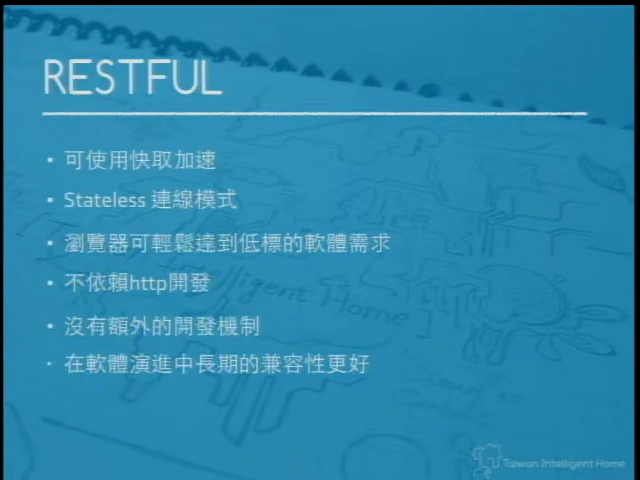 RESTFUL
• 可使用快取加速
• Stateless 連線模式
• 瀏覽器可輕鬆達到低標的軟體需求
• 不依賴http開發
• 沒有額外的開發機制
• 在軟體演進中長期的兼容性更好
Intelligent Home
Taiwan Intelligent Home